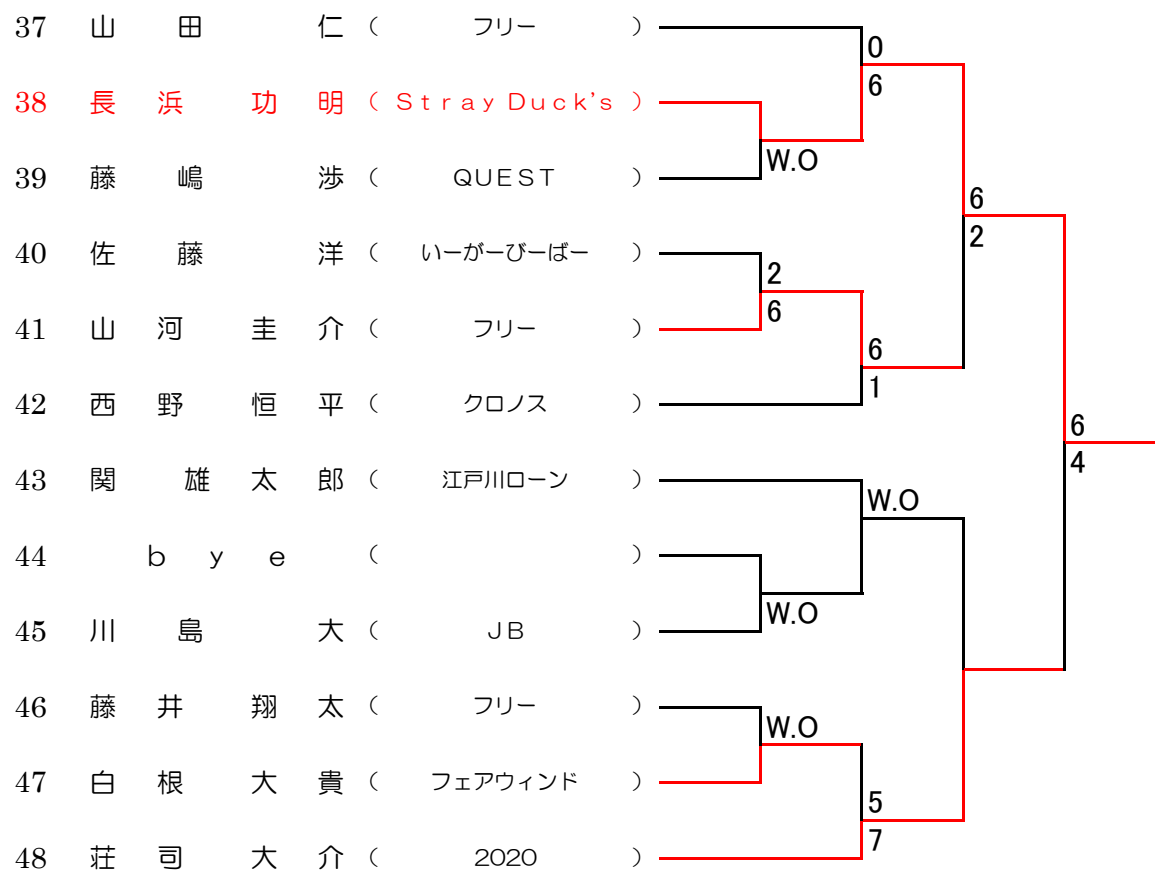 37 山田 仁 ( フリー )
0
38 長浜 功明 ( Stray Duck's )
6
W.O
39 藤嶋 渉 ( QUEST )
6
2
40 佐藤 洋 ( いーがーびーばー )
2
6
41 山河 圭介 ( フリー )
6
1
42 西野 恒平 ( クロノス )
6
4
43 関 雄太郎 ( 江戸川ローン )
W.O
44 bye ( )
W.O
45 川島 大 ( JB )
46 藤井 翔太 ( フリー )
W.O
47 白根 大貴 ( フェアウィンド )
5
7
48 荘司 大介 ( 2020 )